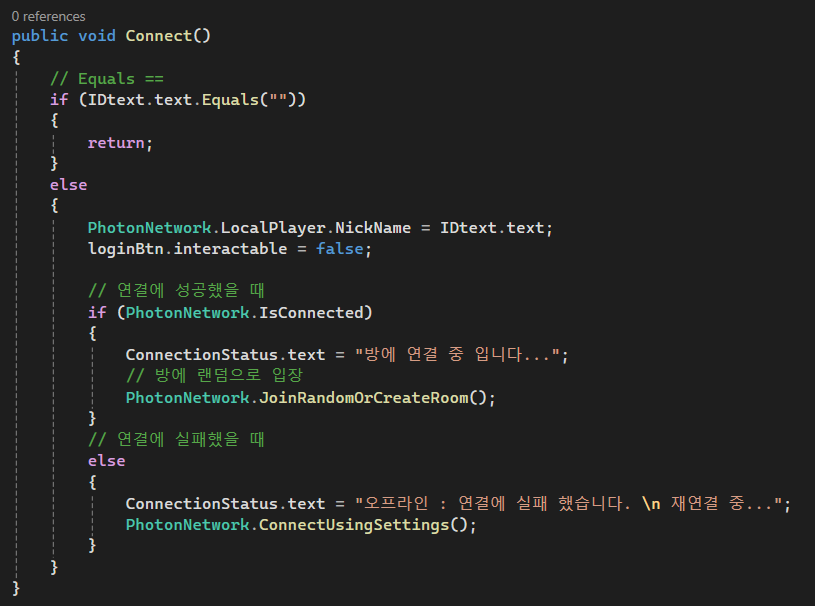 0 references
public void Connect()
{
// Equals ==
if (IDtext.text.Equals(""))
{
return;
}
else
{
PhotonNetwork.LocalPlayer.NickName = IDtext.text;
loginBtn.interactable = false;
// 연결에 성공했을 때
if (PhotonNetwork.IsConnected)
{
ConnectionStatus.text = "방에 연결 중 입니다...";
// 방에 랜덤으로 입장
PhotonNetwork.JoinRandomOrCreateRoom();
}
// 연결에 실패했을 때
else
{
ConnectionStatus.text = "오프라인 : 연결에 실패 했습니다. \n 재연결 중...";
PhotonNetwork.ConnectUsingSettings();
}
}
}